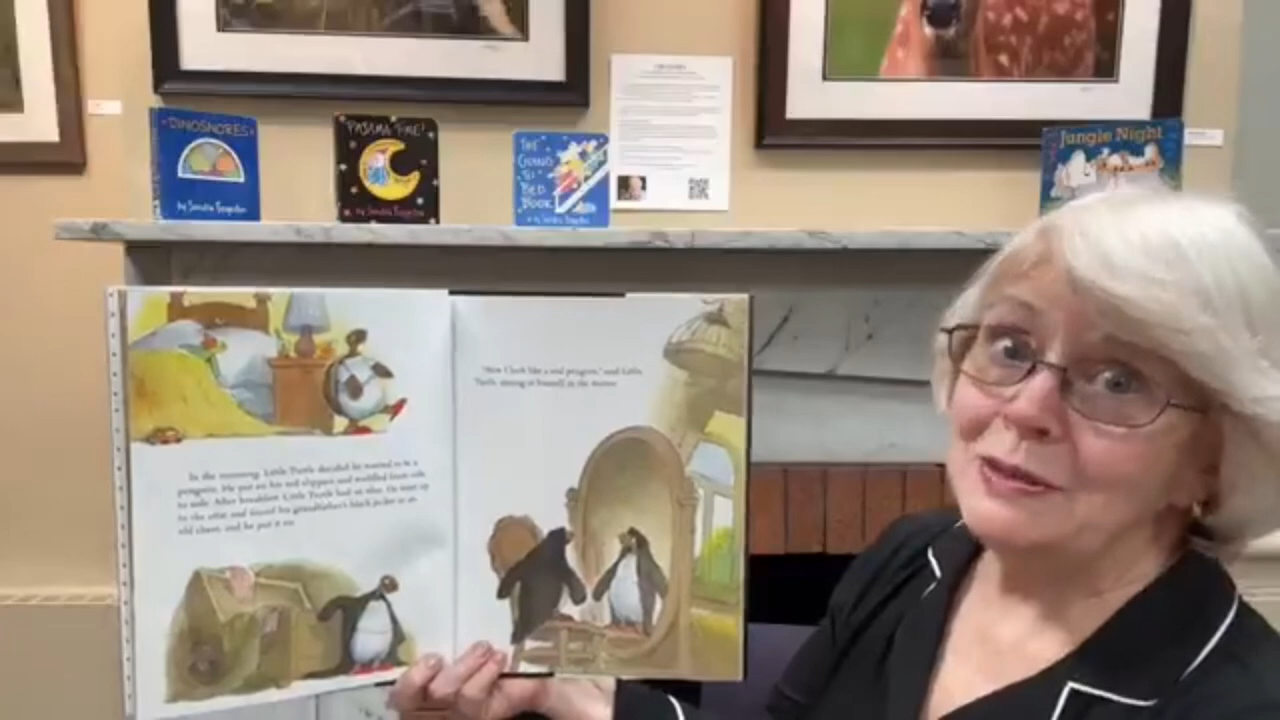 DINOSNORES
by Sandra Boynton
PAJAMA TIME!
by Sandra Boynton
THE
GOING
TO
BED
BOOK
by Sandra Boynton
Jungle Night
In the morning, Little Turtle decided he wanted to be a
penguin. He put on his red slippers and waddled from side
to side. After breakfast Little Turtle had an idea. He went up
to the attic and found his grandfather's black jacket in an
old chest, and he put it on.
"Now I look like a real penguin," said Little
Turtle, staring at himself in the mirror.